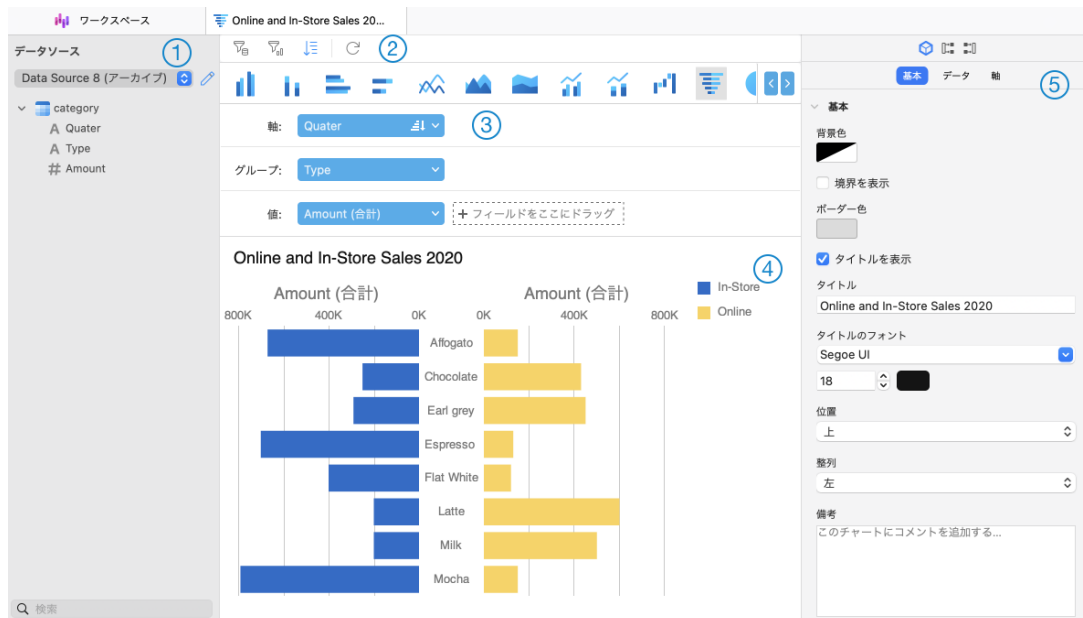 ワークスペース
Online and In-Store Sales 20...
データソース
①
Data Source 8 (アーカイブ)
category
A Quater
A Type
# Amount
検索
②
③
軸:
Quater
グループ:
Type
値:
Amount (合計)
+ フィールドをここにドラッグ
Online and In-Store Sales 2020
④
Amount (合計)
Amount (合計)
800K 400K 0K 0K 400K 800K
In-Store
Online
Affogato
Chocolate
Earl grey
Espresso
Flat White
Latte
Milk
Mocha
基本 データ 軸
⑤
基本
背景色
境界を表示
ボーダー色
タイトルを表示
タイトル
Online and In-Store Sales 2020
タイトルのフォント
Segoe UI
18
位置
上
整列
左
備考
このチャートにコメントを追加する...